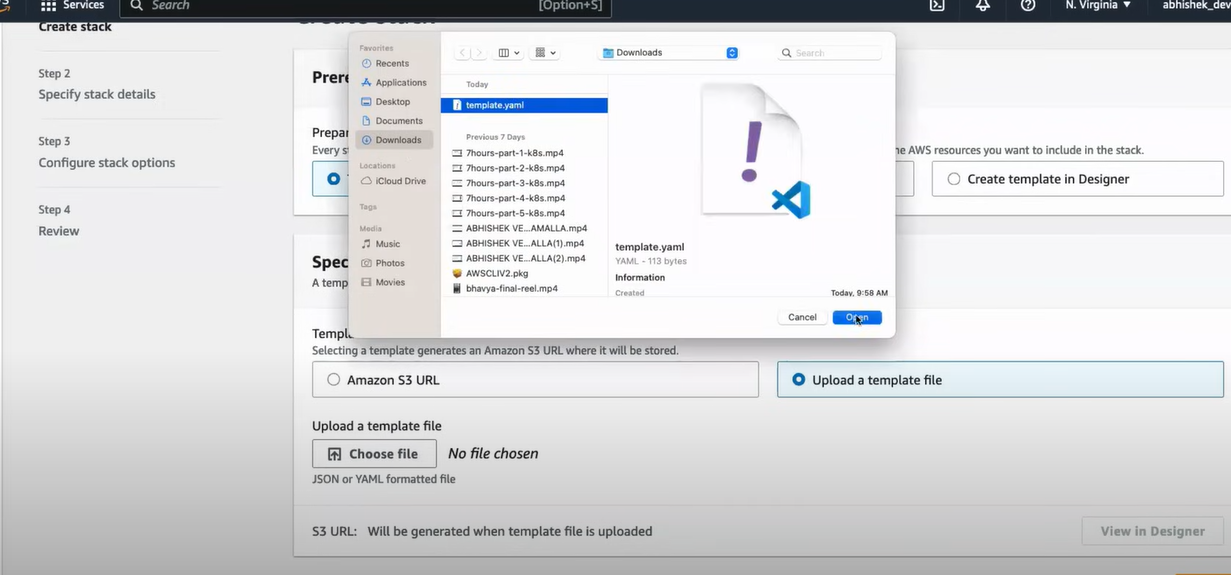 Services
Search
[Option+S]
N. Virginia
abhishek_dev
Create stack
Step 2
Specify stack details
Step 3
Configure stack options
Step 4
Review
Favorites
Recents
Applications
Desktop
Documents
Downloads
Locations
iCloud Drive
Tags
Media
Music
Photos
Movies
Downloads
Search
Today
template.yaml
Previous 7 Days
7hours-part-1-k8s.mp4
7hours-part-2-k8s.mp4
7hours-part-3-k8s.mp4
7hours-part-4-k8s.mp4
7hours-part-5-k8s.mp4
ABHISHEK VE...AMALLA.mp4
ABHISHEK VE...ALLA(1).mp4
ABHISHEK VE...ALLA(2).mp4
AWSCLIV2.pkg
bhavya-final-reel.mp4
template.yaml
YAML - 113 bytes
Information
Created Today, 9:58 AM
Cancel
Open
Prere
Prepar
Every st
he AWS resources you want to include in the stack.
Create template in Designer
Spec
A temp
Templ
Selecting a template generates an Amazon S3 URL where it will be stored.
Amazon S3 URL
Upload a template file
Upload a template file
Choose file
No file chosen
JSON or YAML formatted file
S3 URL: Will be generated when template file is uploaded
View in Designer